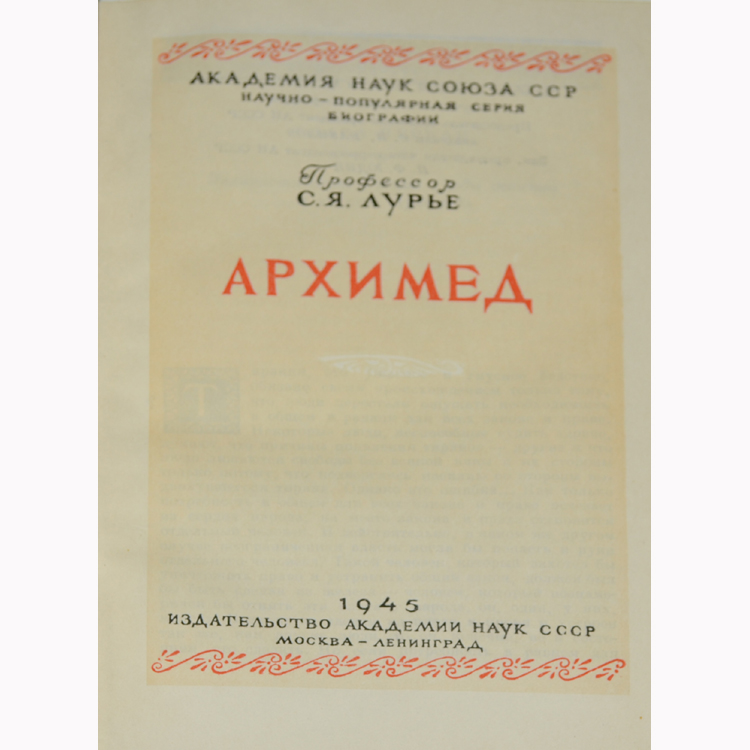 АКАДЕМИЯ НАУК СОЮЗА ССР
НАУЧНО-ПОПУЛЯРНАЯ СЕРИЯ
БИОГРАФИИ
Профессор
С.Я. ЛУРЬЕ
АРХИМЕД
1945
ИЗДАТЕЛЬСТВО АКАДЕМИИ НАУК СССР
МОСКВА-ЛЕНИНГРАД